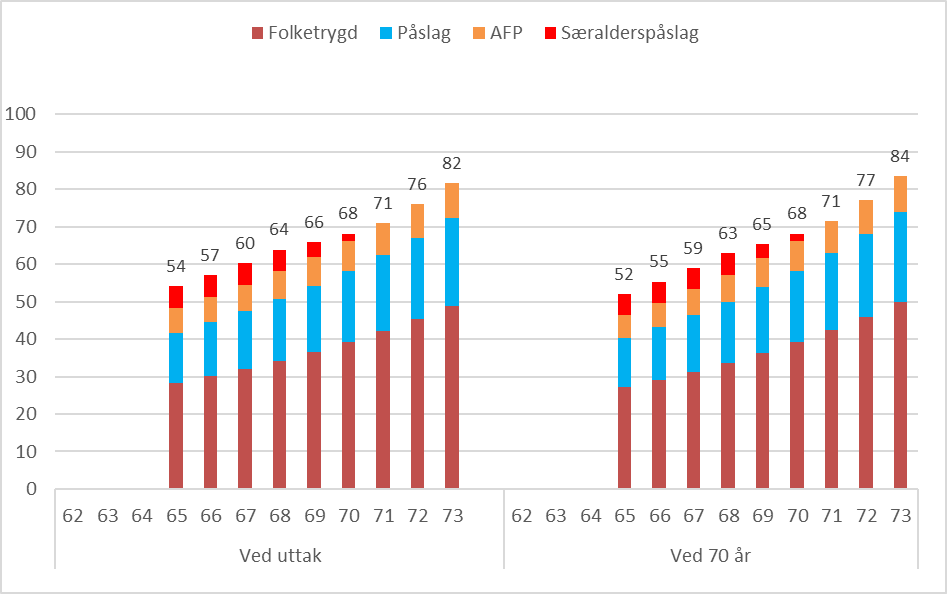 Folketrygd Påslag AFP Særalderspåslag
100
90
80
70
60
50
40
30
20
10
0
54 57 60 64 66 68 71 76 82
52 55 59 63 65 68 71 77 84
62 63 64 65 66 67 68 69 70 71 72 73 62 63 64 65 66 67 68 69 70 71 72 73
Ved uttak Ved 70 år